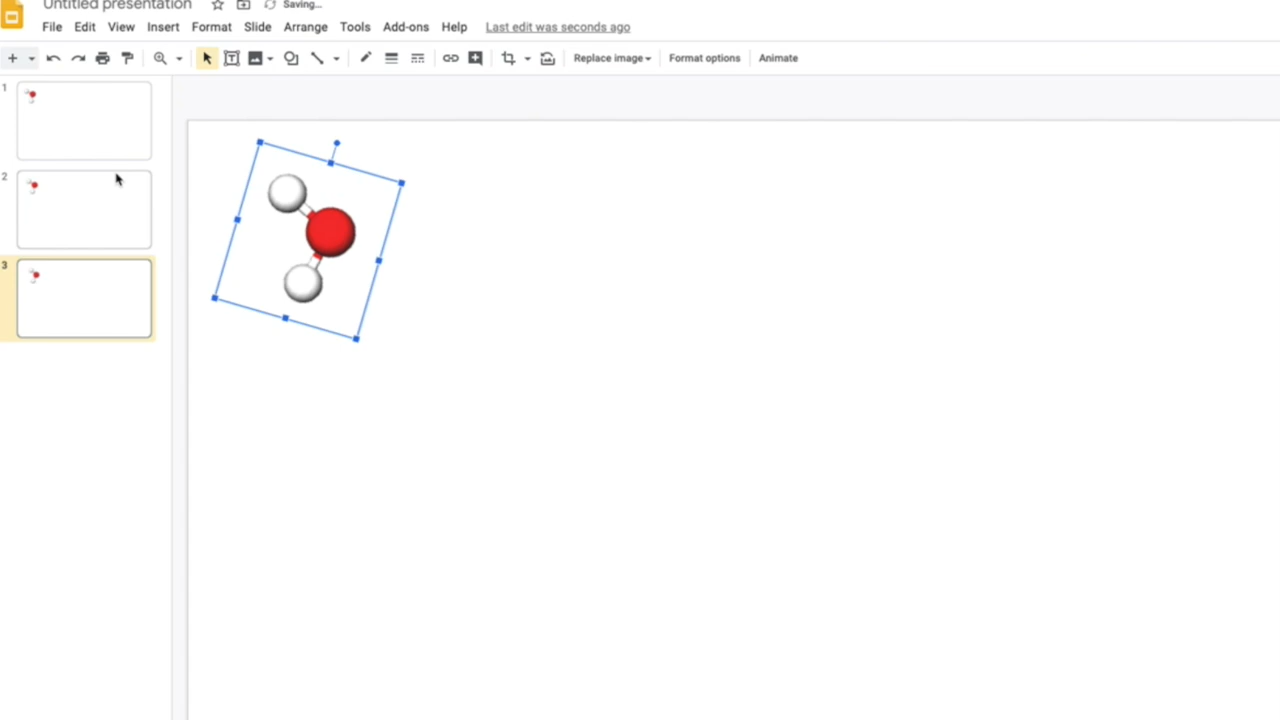 Untitled presentation
Saving...
File Edit View Insert Format Slide Arrange Tools Add-ons Help Last edit was seconds ago
Replace image Format options Animate
1
2
3